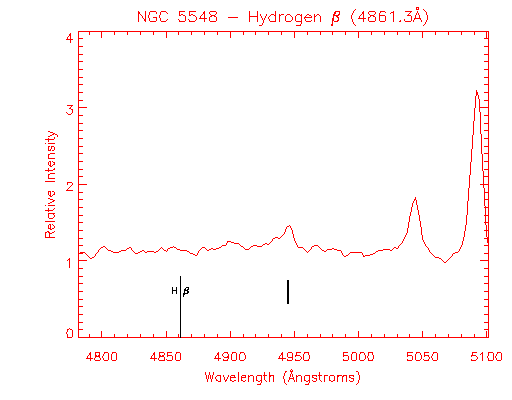 NGC 5548 – Hydrogen β (4861.3Å)
4
3
2
1
0
Relative Intensity
H β
4800 4850 4900 4950 5000 5050 5100
Wavelength (Ångstroms)